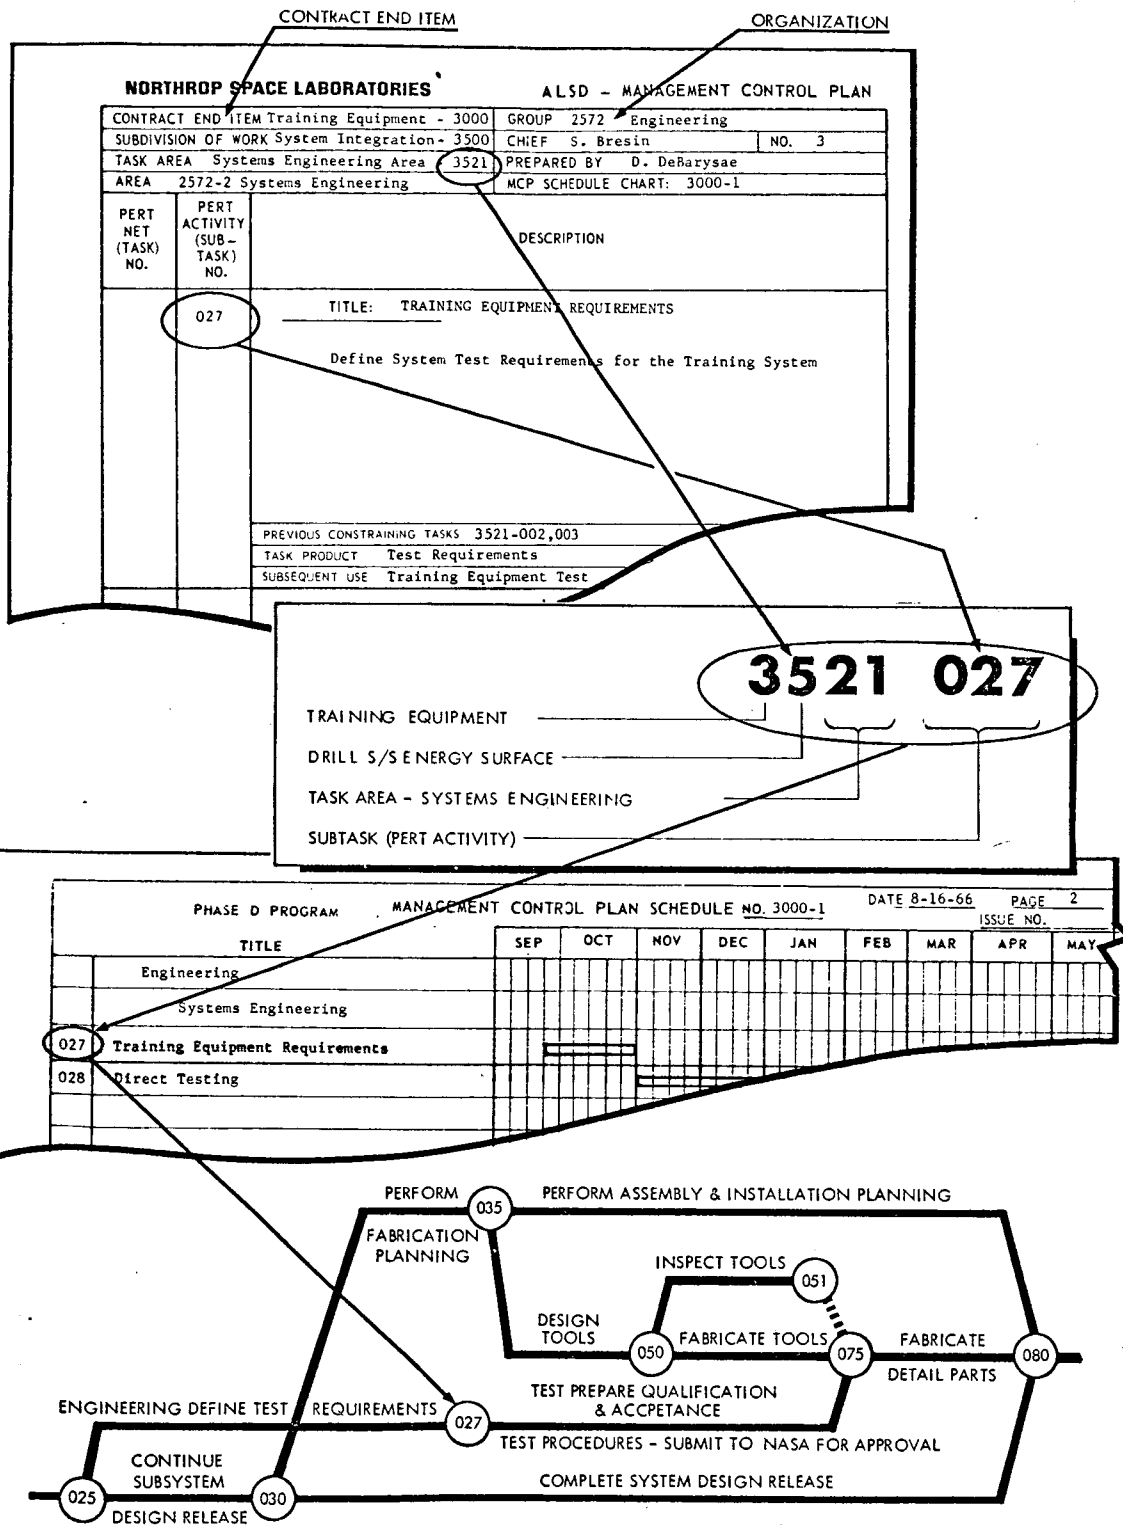 CONTRACT END ITEM
ORGANIZATION
NORTHROP SPACE LABORATORIES
ALSD - MANAGEMENT CONTROL PLAN
CONTRACT END ITEM Training Equipment - 3000
GROUP 2572 Engineering
SUBDIVISION OF WORK System Integration- 3500
CHIEF S. Bresin
NO. 3
TASK AREA Systems Engineering Area 3521
PREPARED BY D. DeBarysae
AREA 2572-2 Systems Engineering
MCP SCHEDULE CHART: 3000-1
PERT
NET
(TASK)
NO.
PERT
ACTIVITY
(SUB-
TASK)
NO.
DESCRIPTION
027
TITLE: TRAINING EQUIPMENT REQUIREMENTS
Define System Test Requirements for the Training System
PREVIOUS CONSTRAINING TASKS 3521-002,003
TASK PRODUCT Test Requirements
SUBSEQUENT USE Training Equipment Test
3521 027
TRAINING EQUIPMENT
DRILL S/S ENERGY SURFACE
TASK AREA - SYSTEMS ENGINEERING
SUBTASK (PERT ACTIVITY)
PHASE D PROGRAM
MANAGEMENT CONTROL PLAN SCHEDULE NO. 3000-1
DATE 8-16-66
PAGE 2
ISSUE NO.
TITLE
SEP OCT NOV DEC JAN FEB MAR APR MAY
Engineering
Systems Engineering
027 Training Equipment Requirements
028 Direct Testing
PERFORM
FABRICATION
PLANNING
035
PERFORM ASSEMBLY & INSTALLATION PLANNING
INSPECT TOOLS
051
DESIGN
TOOLS
050
FABRICATE TOOLS
075
FABRICATE
DETAIL PARTS
080
ENGINEERING DEFINE TEST REQUIREMENTS
027
TEST PREPARE QUALIFICATION
& ACCPETANCE
TEST PROCEDURES - SUBMIT TO NASA FOR APPROVAL
025
CONTINUE
SUBSYSTEM
DESIGN RELEASE
030
COMPLETE SYSTEM DESIGN RELEASE